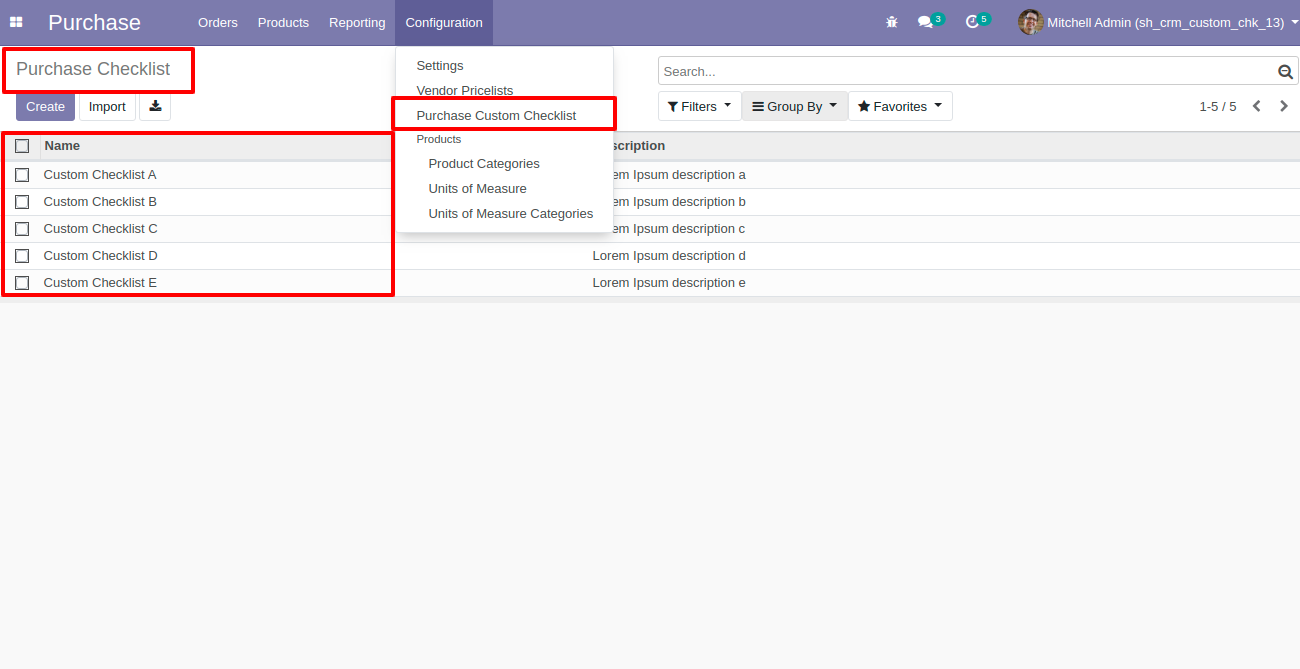 Purchase Orders Products Reporting Configuration 3 5 Mitchell Admin (sh_crm_custom_chk_13)
Purchase Checklist
Search...
Create Import
Filters Group By Favorites 1-5 / 5
Settings
Vendor Pricelists
Purchase Custom Checklist
Products
Product Categories
Units of Measure
Units of Measure Categories
Name scription
Custom Checklist A em Ipsum description a
Custom Checklist B em Ipsum description b
Custom Checklist C em Ipsum description c
Custom Checklist D Lorem Ipsum description d
Custom Checklist E Lorem Ipsum description e